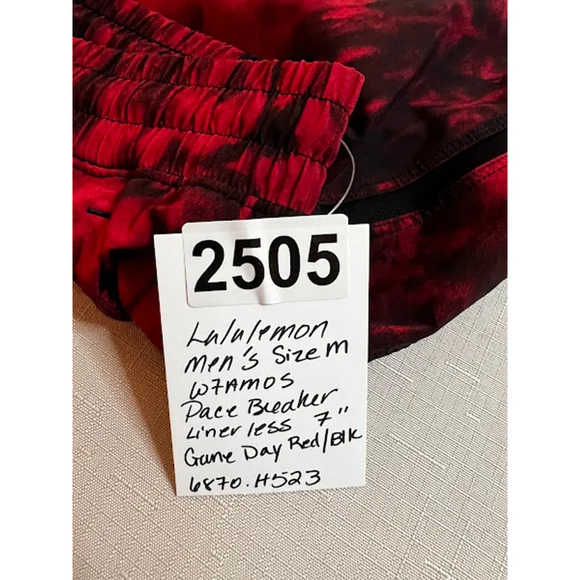 2505
Lululemon
Men's Size M
W7AMOS
Pace Breaker
Linerless 7"
Game Day Red/Blk
6870.H523